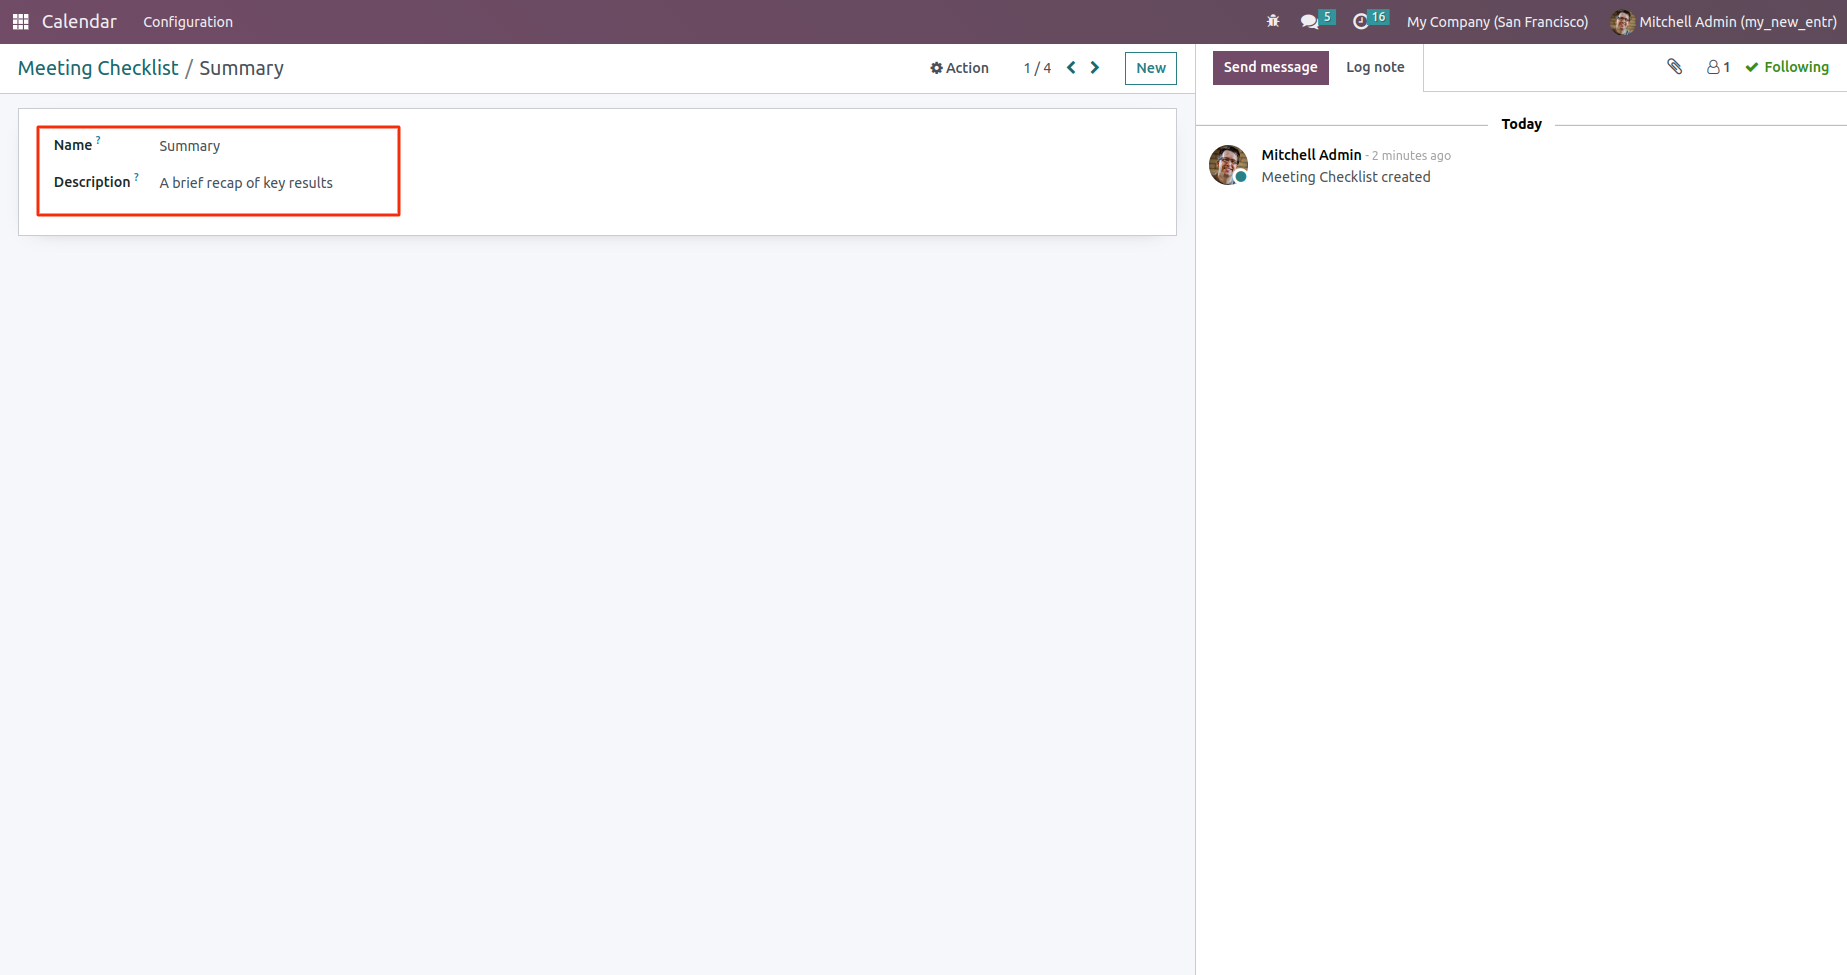 Calendar Configuration 5 16 My Company (San Francisco) Mitchell Admin (my_new_entr)
Meeting Checklist / Summary Action 1 / 4 New
Send message Log note 1 Following
Name ? Summary
Description ? A brief recap of key results
Today
Mitchell Admin - 2 minutes ago
Meeting Checklist created